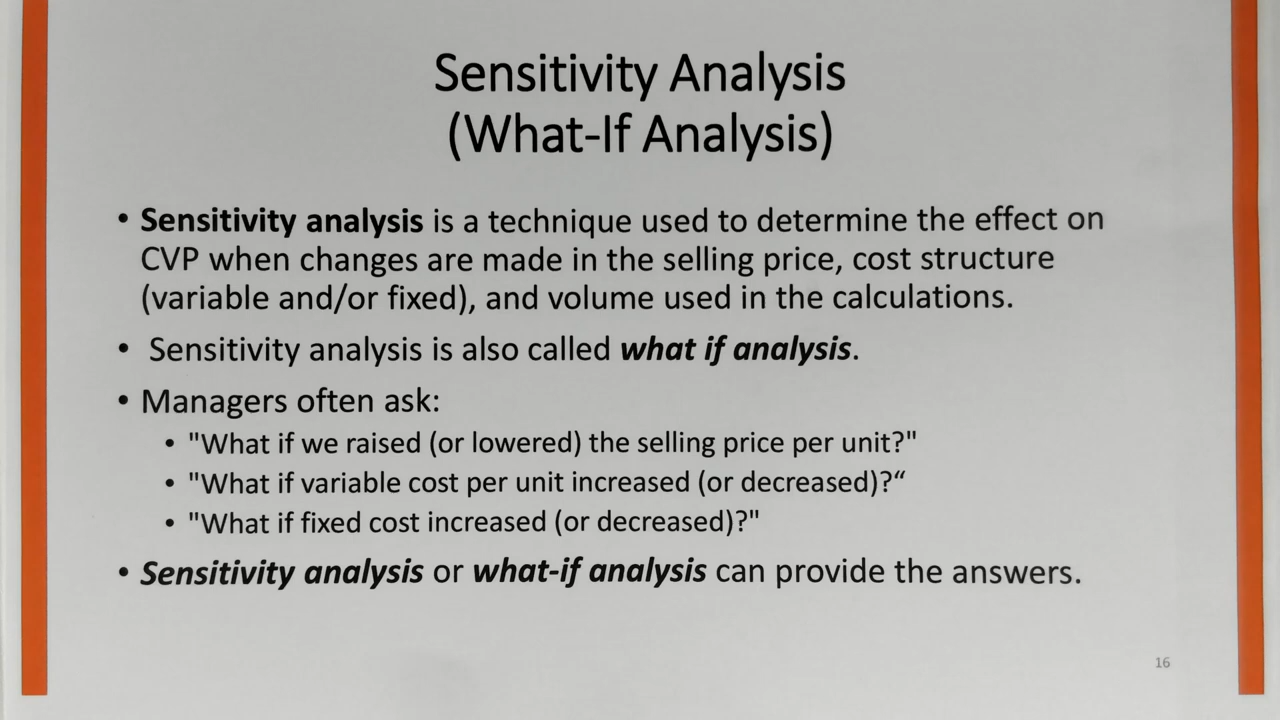 Sensitivity Analysis
(What-If Analysis)
• Sensitivity analysis is a technique used to determine the effect on
CVP when changes are made in the selling price, cost structure
(variable and/or fixed), and volume used in the calculations.
• Sensitivity analysis is also called what if analysis.
• Managers often ask:
• "What if we raised (or lowered) the selling price per unit?"
• "What if variable cost per unit increased (or decreased)?“
• "What if fixed cost increased (or decreased)?"
• Sensitivity analysis or what-if analysis can provide the answers.
16